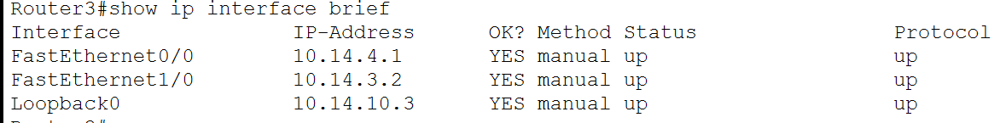 Router3#show ip interface brief
Interface IP-Address OK? Method Status Protocol
FastEthernet0/0 10.14.4.1 YES manual up up
FastEthernet1/0 10.14.3.2 YES manual up up
Loopback0 10.14.10.3 YES manual up up